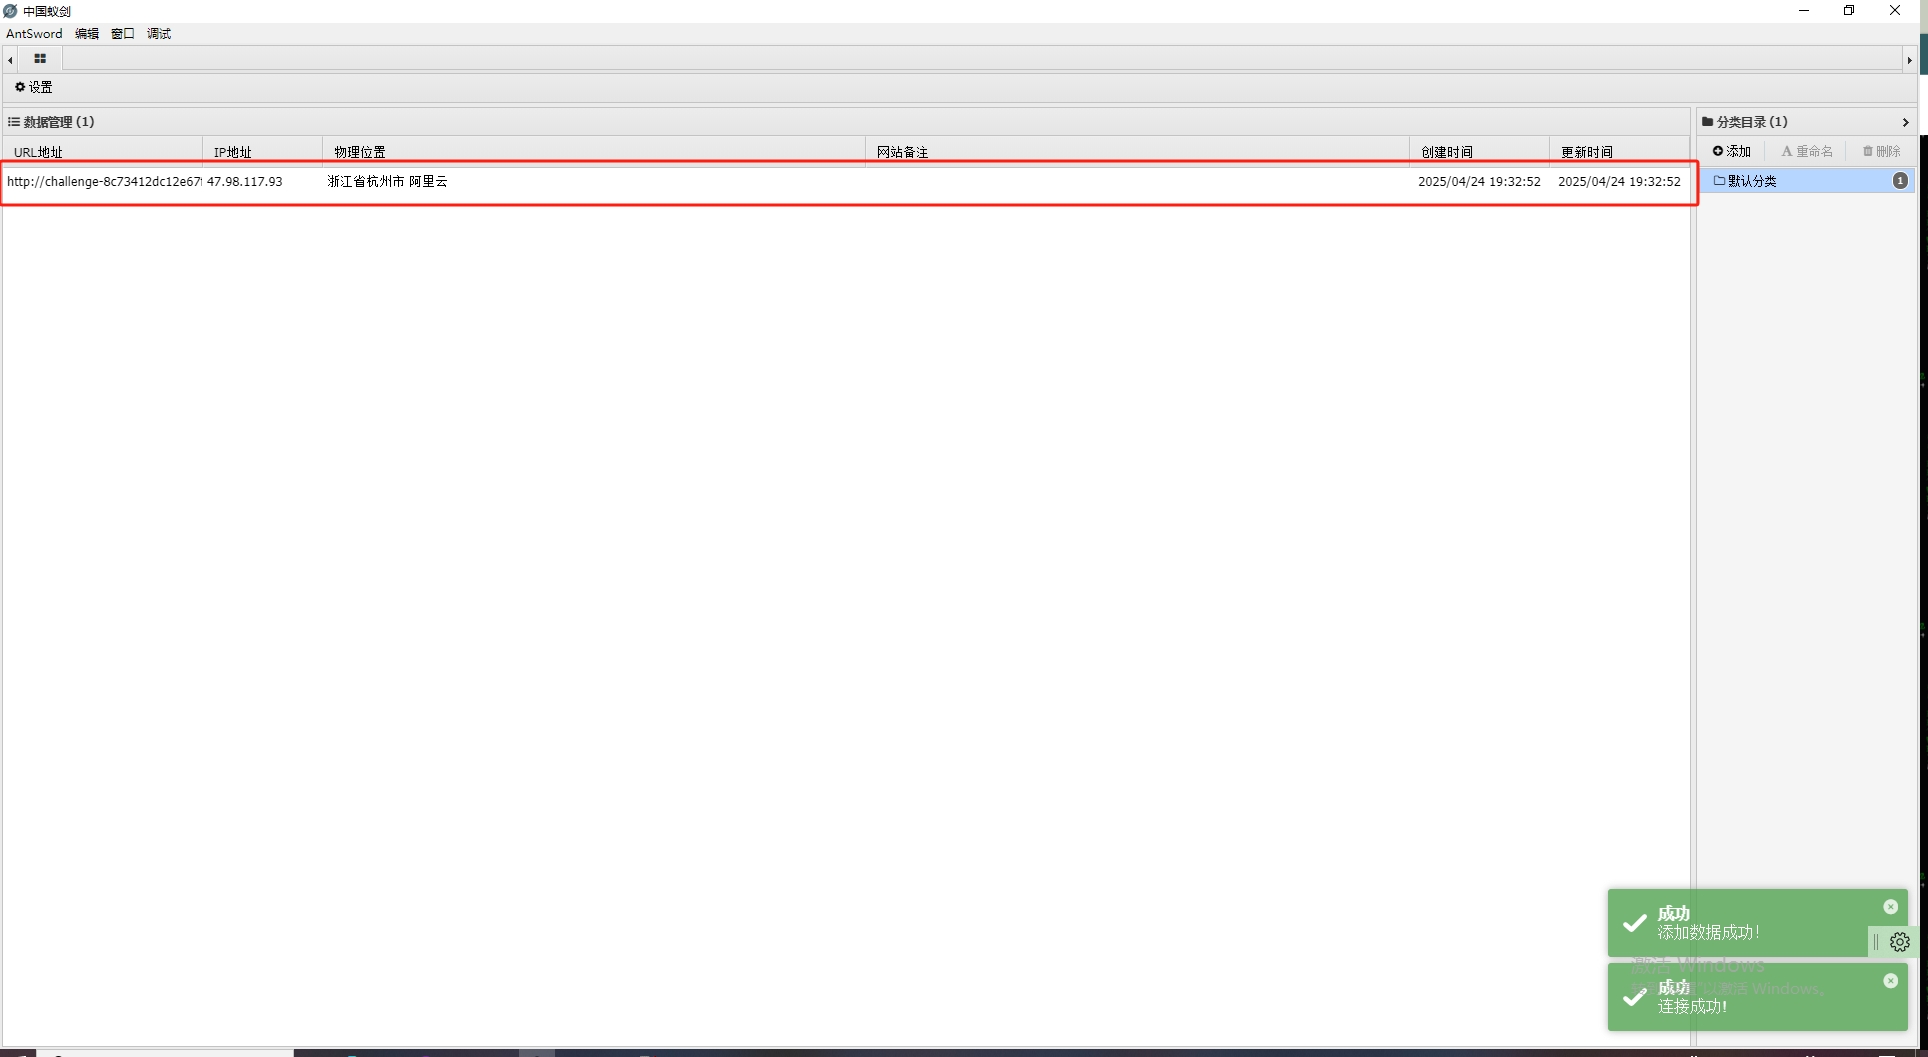 中国蚁剑
AntSword 编辑 窗口 调试
设置
数据管理 (1)
分类目录 (1)
URL地址 IP地址 物理位置 网站备注 创建时间 更新时间
添加 重命名 删除
http://challenge-8c73412dc12e67 47.98.117.93 浙江省杭州市 阿里云 2025/04/24 19:32:52 2025/04/24 19:32:52
默认分类 1
成功
添加数据成功!
激活 Windows
成功
以激活 Windows。
连接成功!